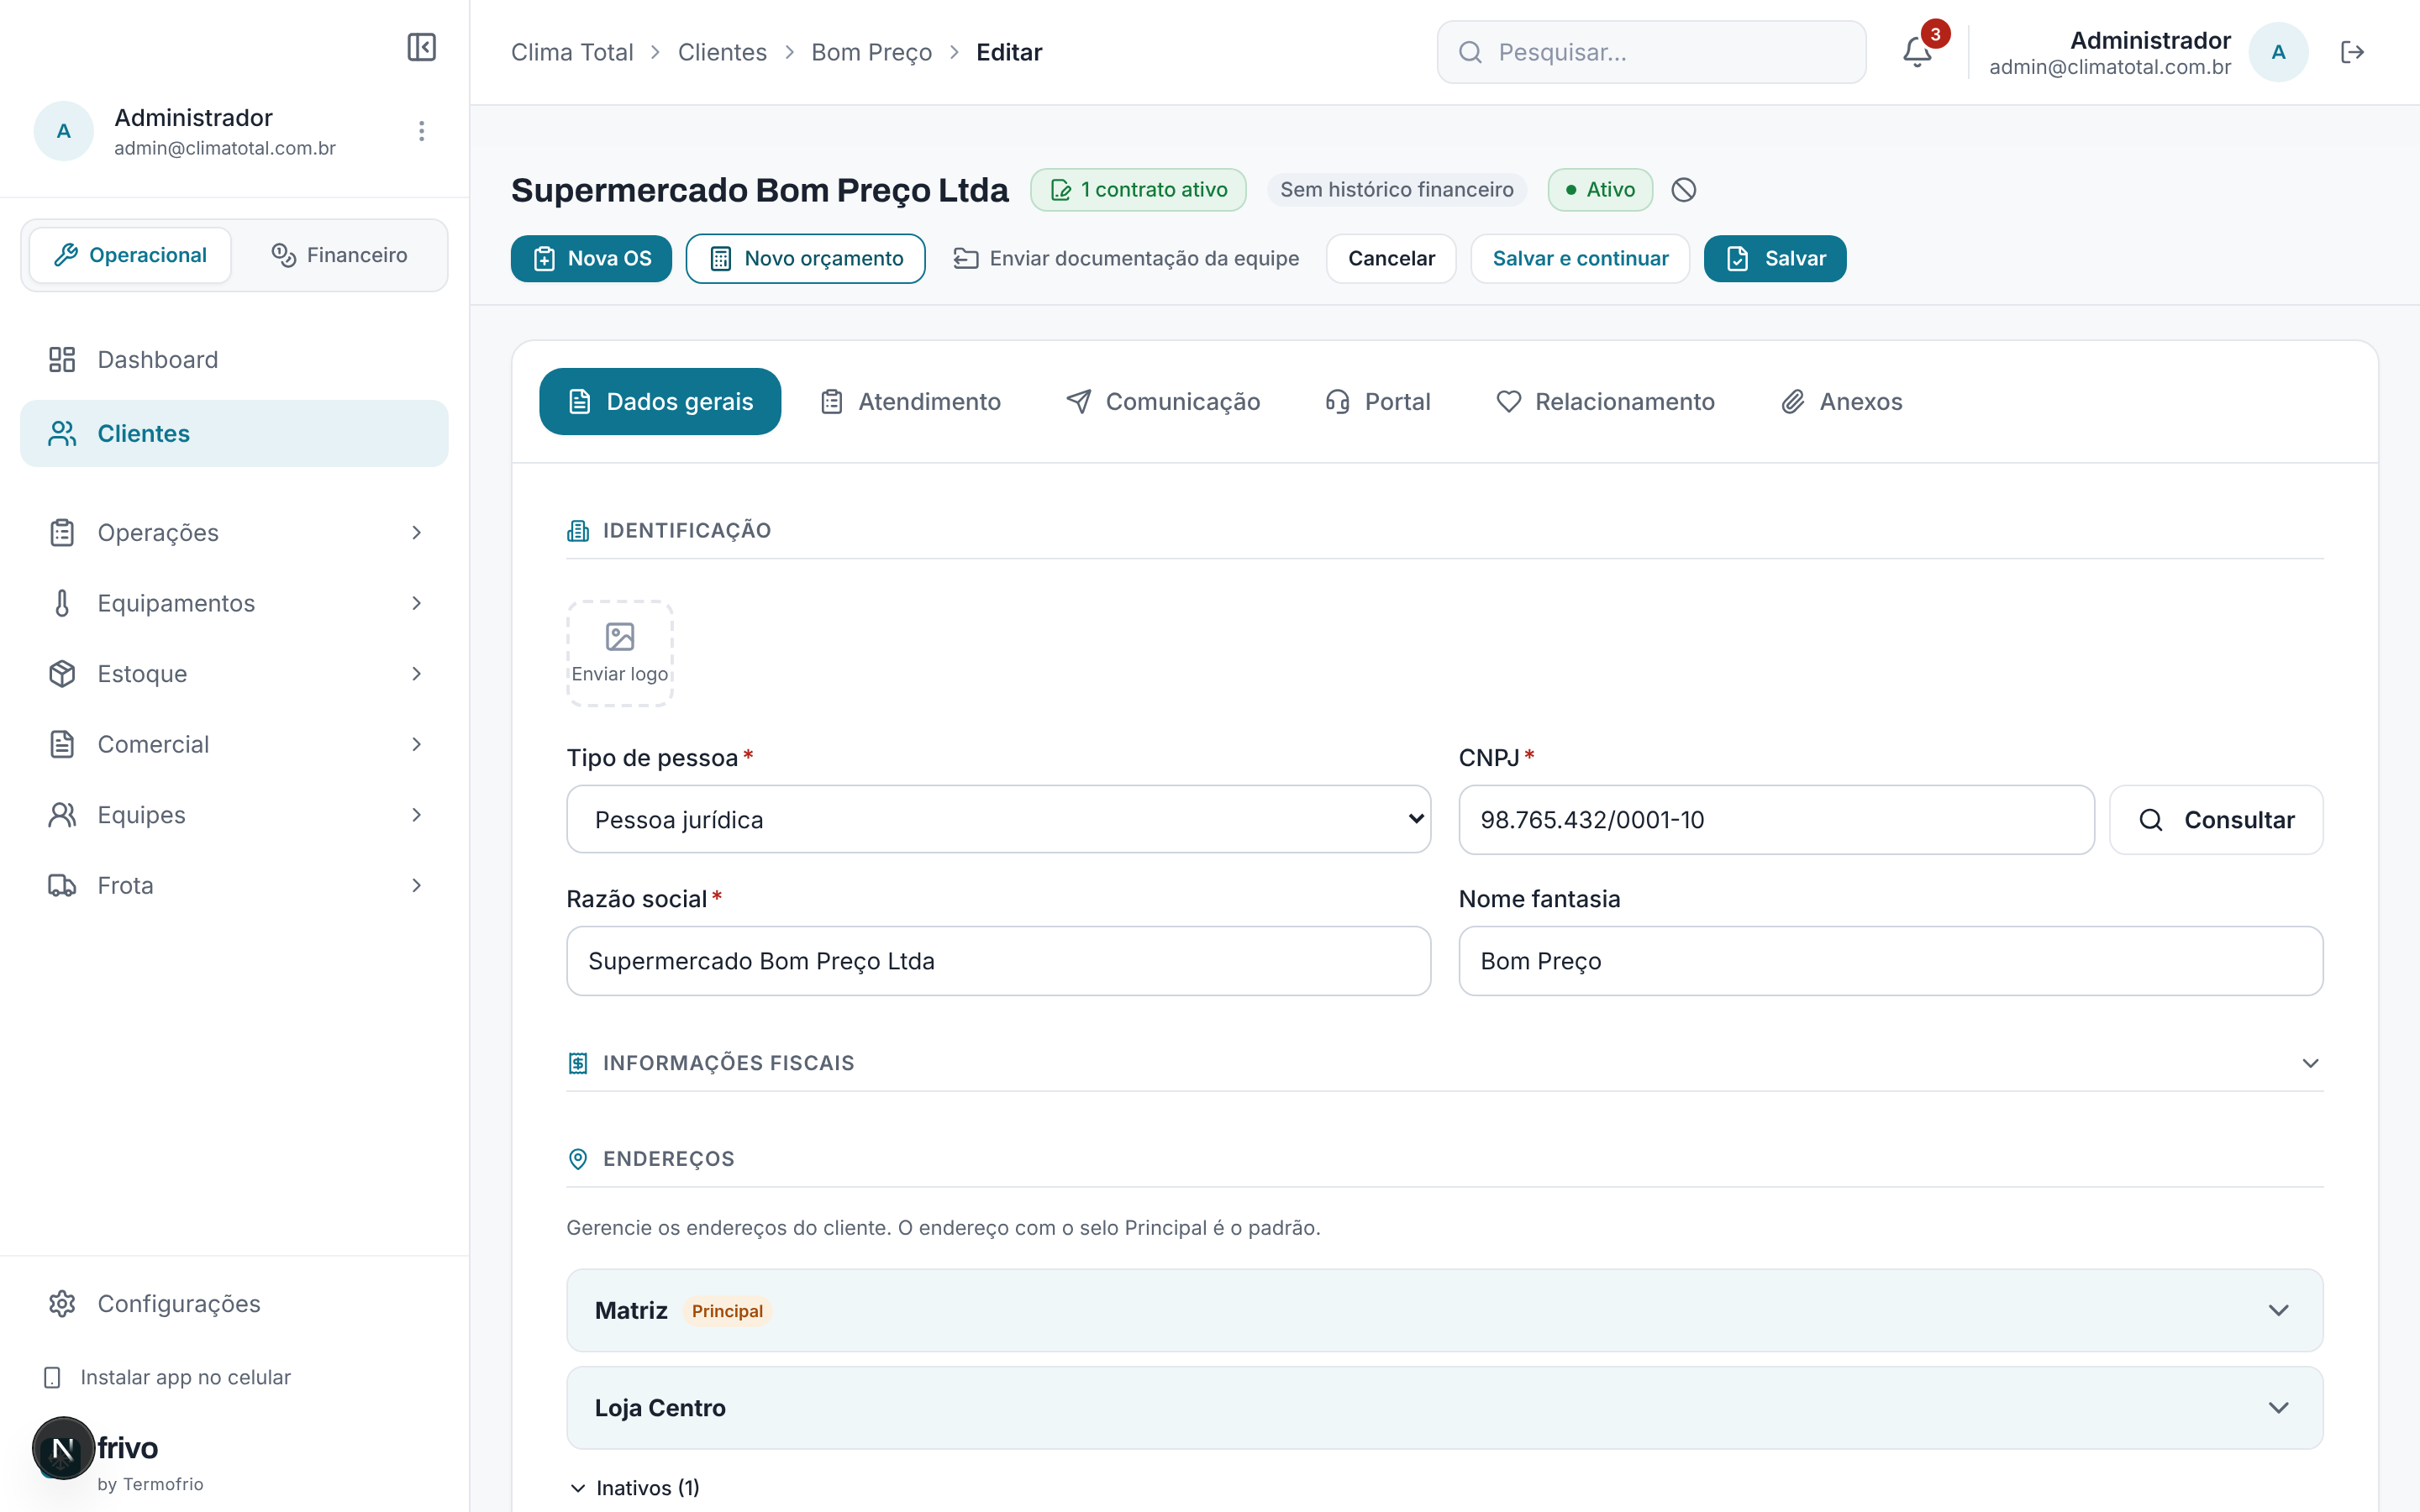 Administrador
admin@climatotal.com.br
Operacional
Financeiro
Dashboard
Clientes
Operações
Equipamentos
Estoque
Comercial
Equipes
Frota
Configurações
Instalar app no celular
N
frivo
by Termofrio
Clima Total > Clientes > Bom Preço > Editar
Pesquisar...
3
Administrador
admin@climatotal.com.br
A
A
Supermercado Bom Preço Ltda
1 contrato ativo
Sem histórico financeiro
Ativo
Nova OS
Novo orçamento
Enviar documentação da equipe
Cancelar
Salvar e continuar
Salvar
Dados gerais
Atendimento
Comunicação
Portal
Relacionamento
Anexos
IDENTIFICAÇÃO
Enviar logo
Tipo de pessoa*
Pessoa jurídica
CNPJ*
98.765.432/0001-10
Consultar
Razão social*
Supermercado Bom Preço Ltda
Nome fantasia
Bom Preço
INFORMAÇÕES FISCAIS
ENDEREÇOS
Gerencie os endereços do cliente. O endereço com o selo Principal é o padrão.
Matriz
Principal
Loja Centro
Inativos (1)